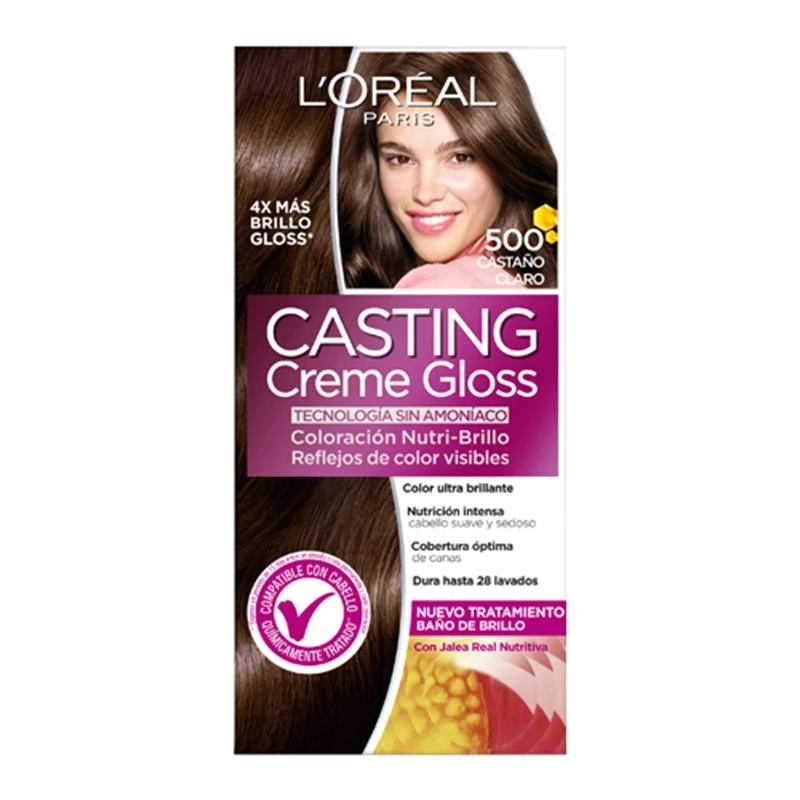 L'ORÉAL
PARIS
4X MÁS
BRILLO
GLOSS*
500
CASTAÑO
CLARO
CASTING
Creme Gloss
TECNOLOGÍA SIN AMONÍACO
Coloración Nutri-Brillo
Reflejos de color visibles
Color ultra brillante
Nutrición intensa
cabello suave y sedoso
Cobertura óptima
de canas
Dura hasta 28 lavados
COMPATIBLE CON CABELLO
QUÍMICAMENTE TRATADO
NUEVO TRATAMIENTO
BAÑO DE BRILLO
Con Jalea Real Nutritiva